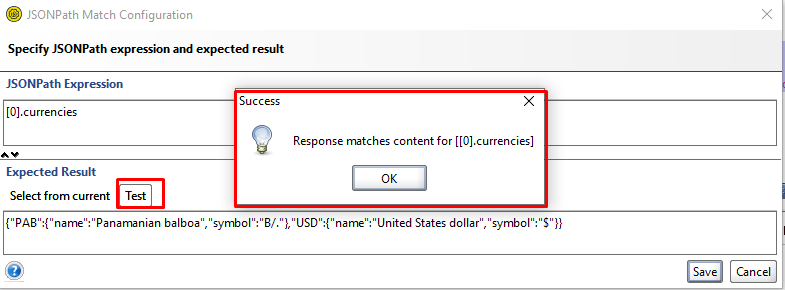 JSONPath Match Configuration
Specify JSONPath expression and expected result
JSONPath Expression
[0].currencies
Success
Response matches content for [[0].currencies]
OK
Expected Result
Select from current Test
{"PAB":{"name":"Panamanian balboa","symbol":"B/."},"USD":{"name":"United States dollar","symbol":"$"}}
? Save Cancel